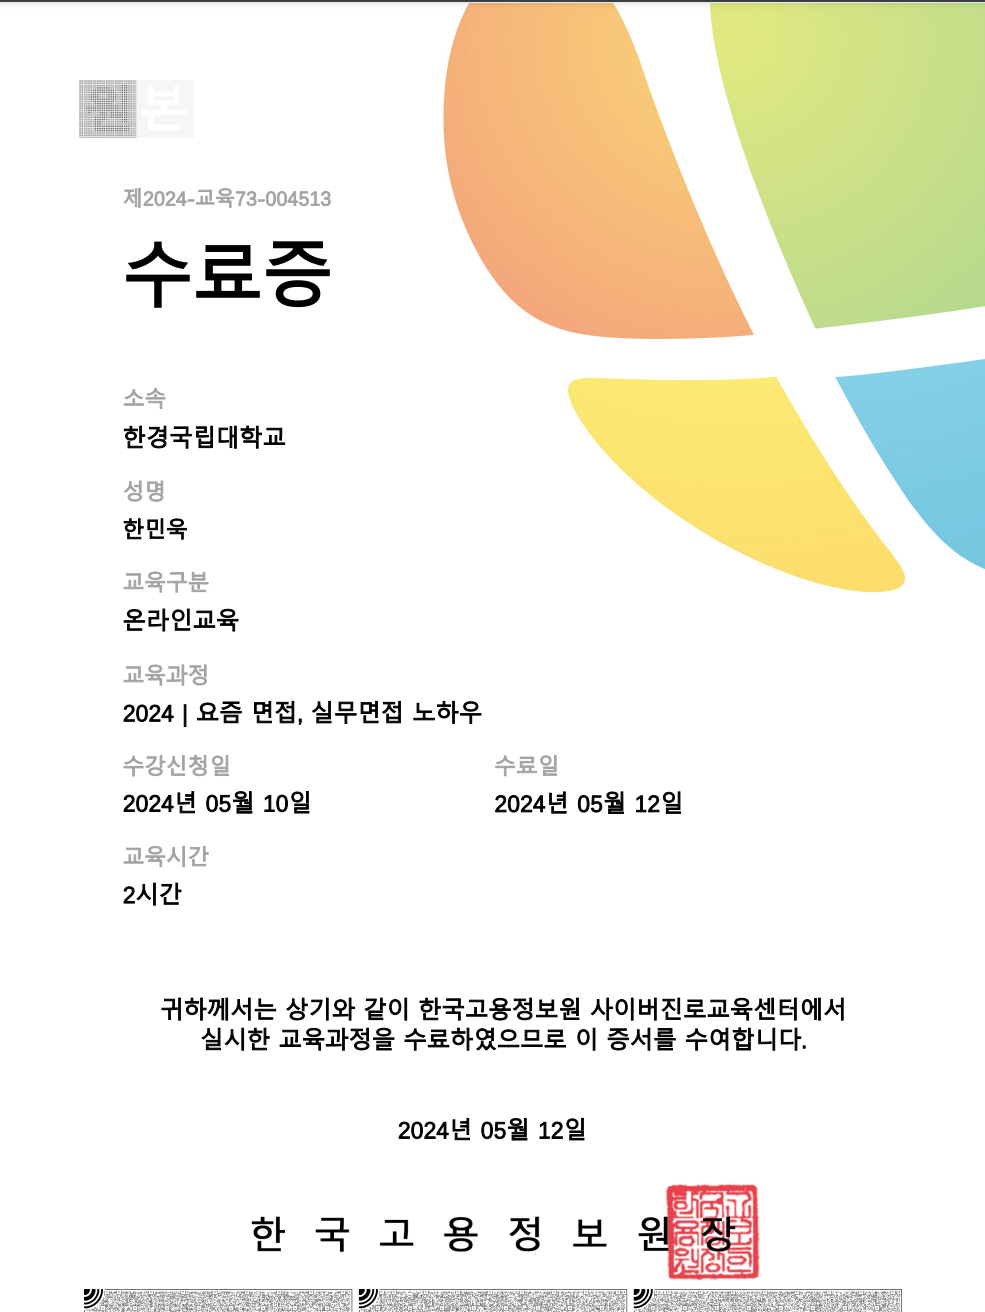 원본
제2024-교육73-004513
수료증
소속
한경국립대학교
성명
한민욱
교육구분
온라인교육
교육과정
2024 | 요즘 면접, 실무면접 노하우
수강신청일 수료일
2024년 05월 10일 2024년 05월 12일
교육시간
2시간
귀하께서는 상기와 같이 한국고용정보원 사이버진로교육센터에서
실시한 교육과정을 수료하였으므로 이 증서를 수여합니다.
2024년 05월 12일
한 국 고 용 정 보 원 장